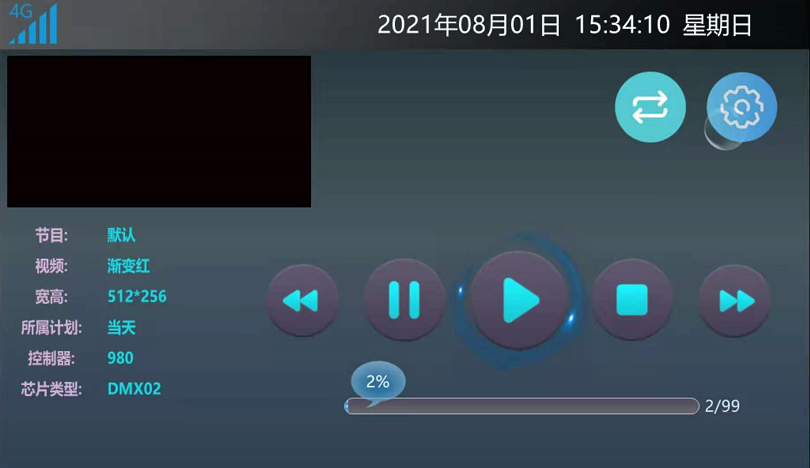 4G
2021年08月01日 15:34:10 星期日
节目: 默认
视频: 渐变红
宽高: 512*256
所属计划: 当天
控制器: 980
芯片类型: DMX02
2%
2/99